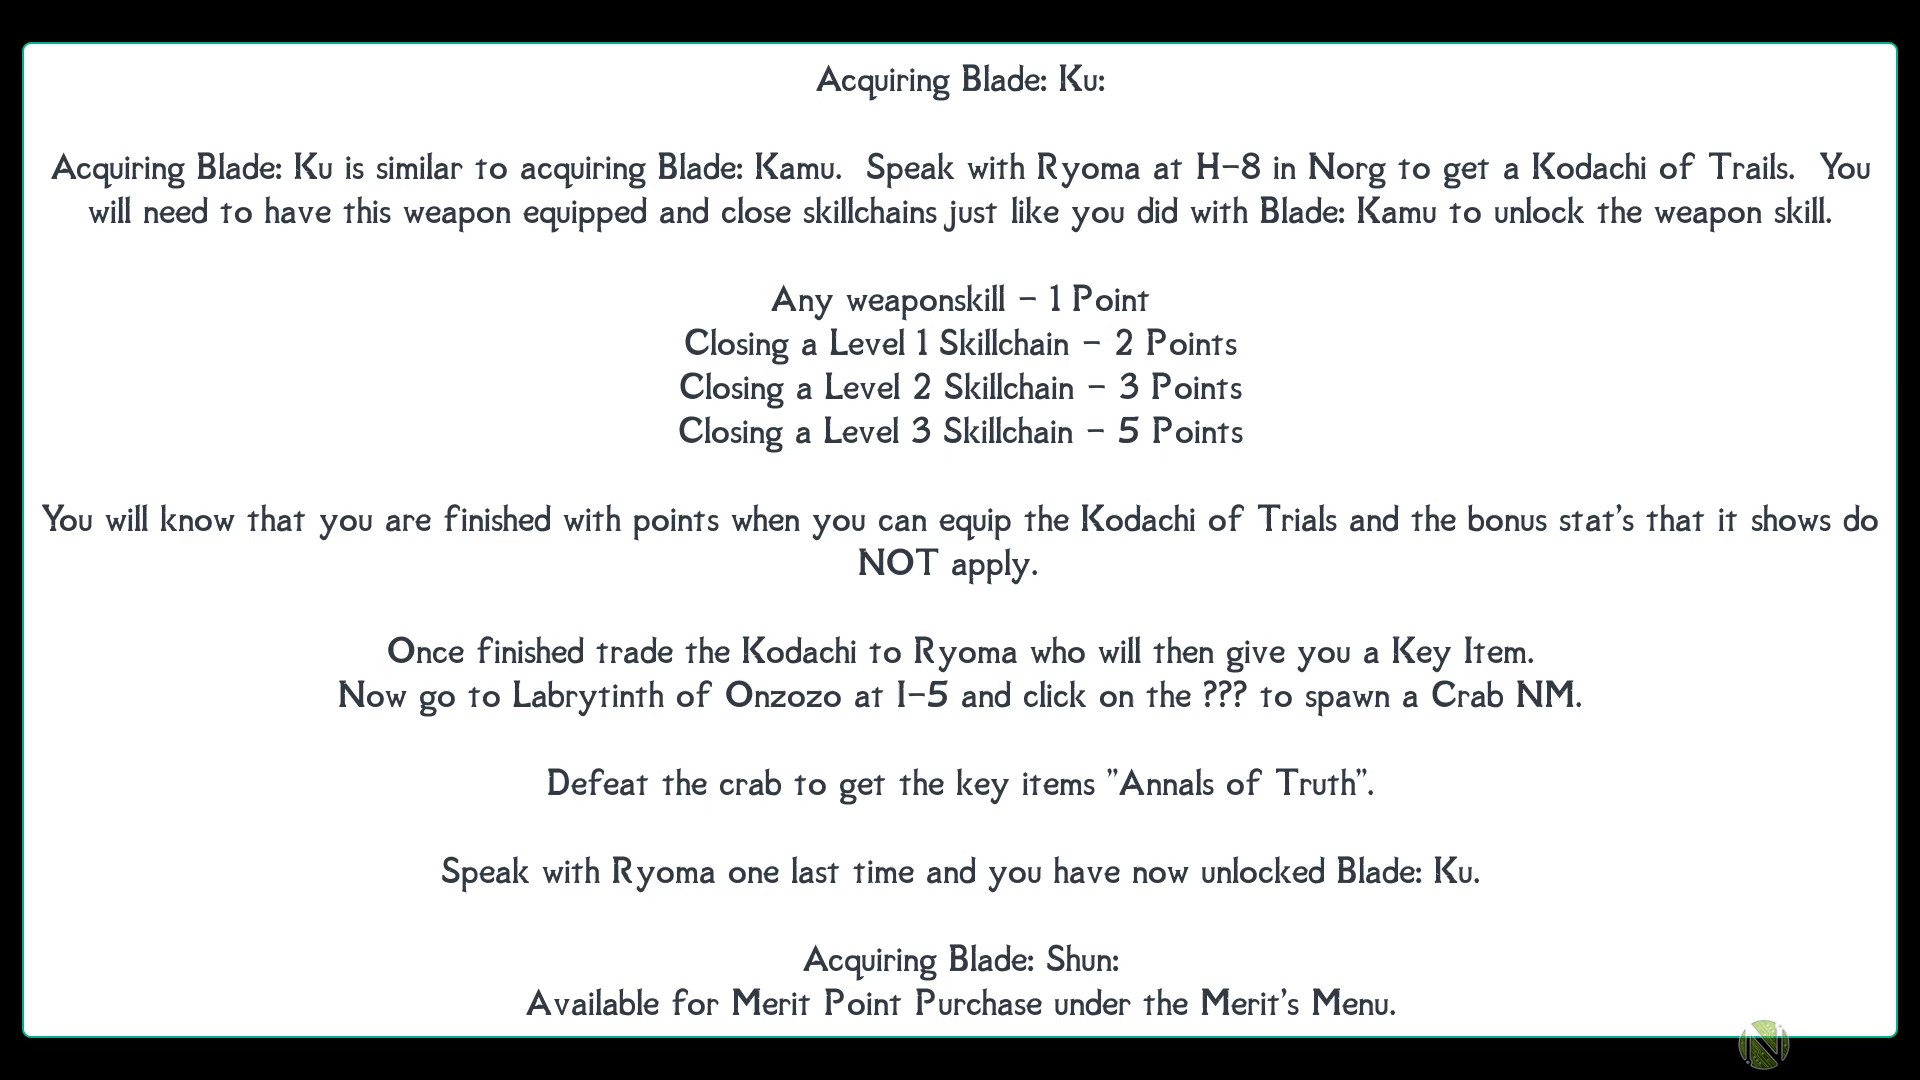 Acquiring Blade: Ku:
Acquiring Blade: Ku is similar to acquiring Blade: Kamu.  Speak with Ryoma at H-8 in Norg to get a Kodachi of Trails.  You
will need to have this weapon equipped and close skillchains just like you did with Blade: Kamu to unlock the weapon skill.
Any weaponskill - 1 Point
Closing a Level 1 Skillchain - 2 Points
Closing a Level 2 Skillchain - 3 Points
Closing a Level 3 Skillchain - 5 Points
You will know that you are finished with points when you can equip the Kodachi of Trials and the bonus stat's that it shows do
NOT apply.
Once finished trade the Kodachi to Ryoma who will then give you a Key Item.
Now go to Labrytinth of Onzozo at I-5 and click on the ??? to spawn a Crab NM.
Defeat the crab to get the key items "Annals of Truth".
Speak with Ryoma one last time and you have now unlocked Blade: Ku.
Acquiring Blade: Shun:
Available for Merit Point Purchase under the Merit's Menu.